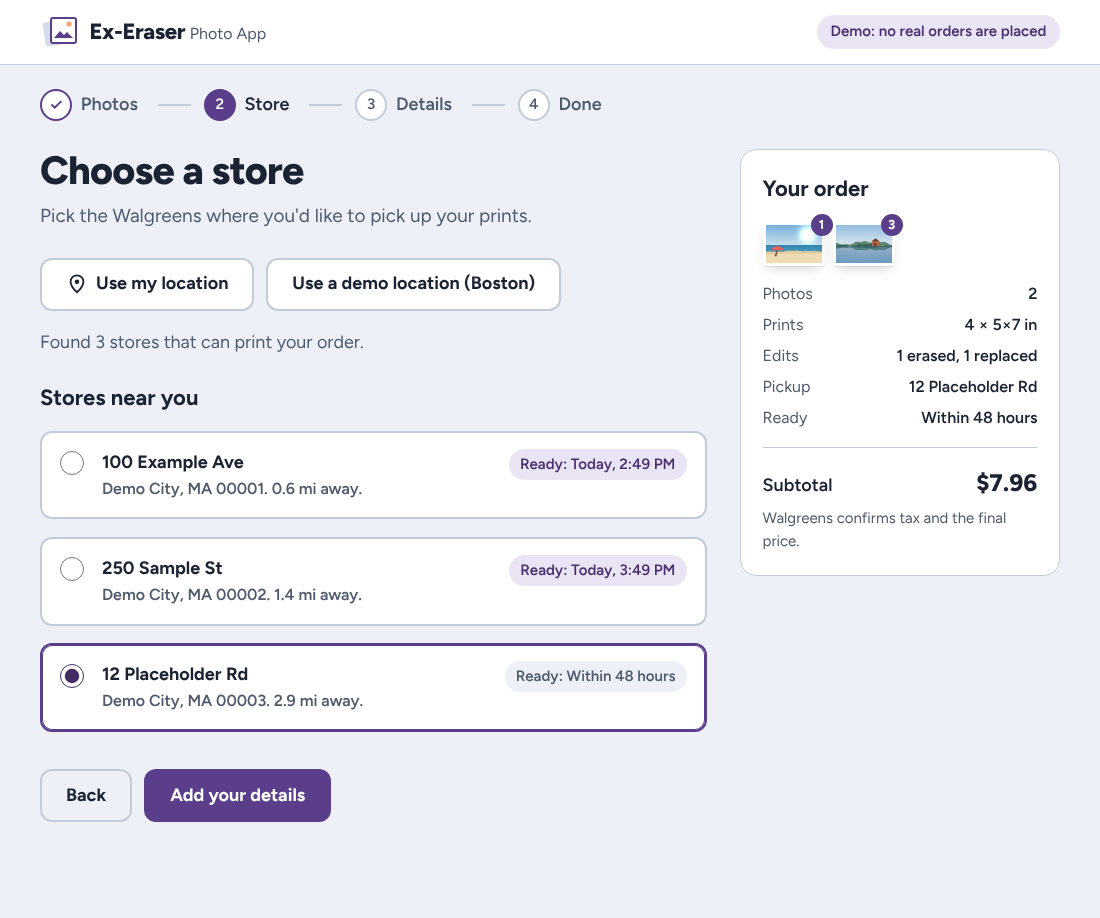 Ex-Eraser Photo App
Demo: no real orders are placed
Photos
2 Store
3 Details
4 Done
Choose a store
Pick the Walgreens where you'd like to pick up your prints.
Use my location
Use a demo location (Boston)
Found 3 stores that can print your order.
Stores near you
100 Example Ave
Demo City, MA 00001. 0.6 mi away.
Ready: Today, 2:49 PM
250 Sample St
Demo City, MA 00002. 1.4 mi away.
Ready: Today, 3:49 PM
12 Placeholder Rd
Demo City, MA 00003. 2.9 mi away.
Ready: Within 48 hours
Back
Add your details
Your order
1
3
Photos 2
Prints 4 × 5×7 in
Edits 1 erased, 1 replaced
Pickup 12 Placeholder Rd
Ready Within 48 hours
Subtotal $7.96
Walgreens confirms tax and the final
price.